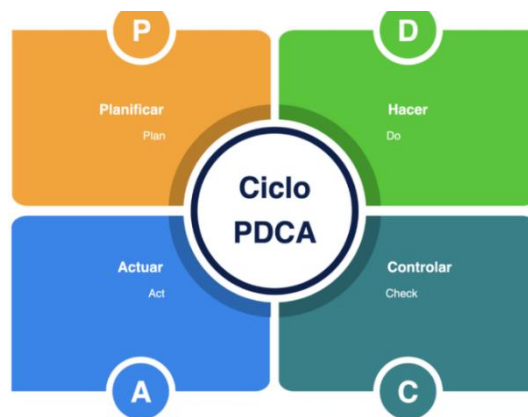 P
D
Planificar
Plan
Hacer
Do
Ciclo
PDCA
Actuar
Act
Controlar
Check
A
C